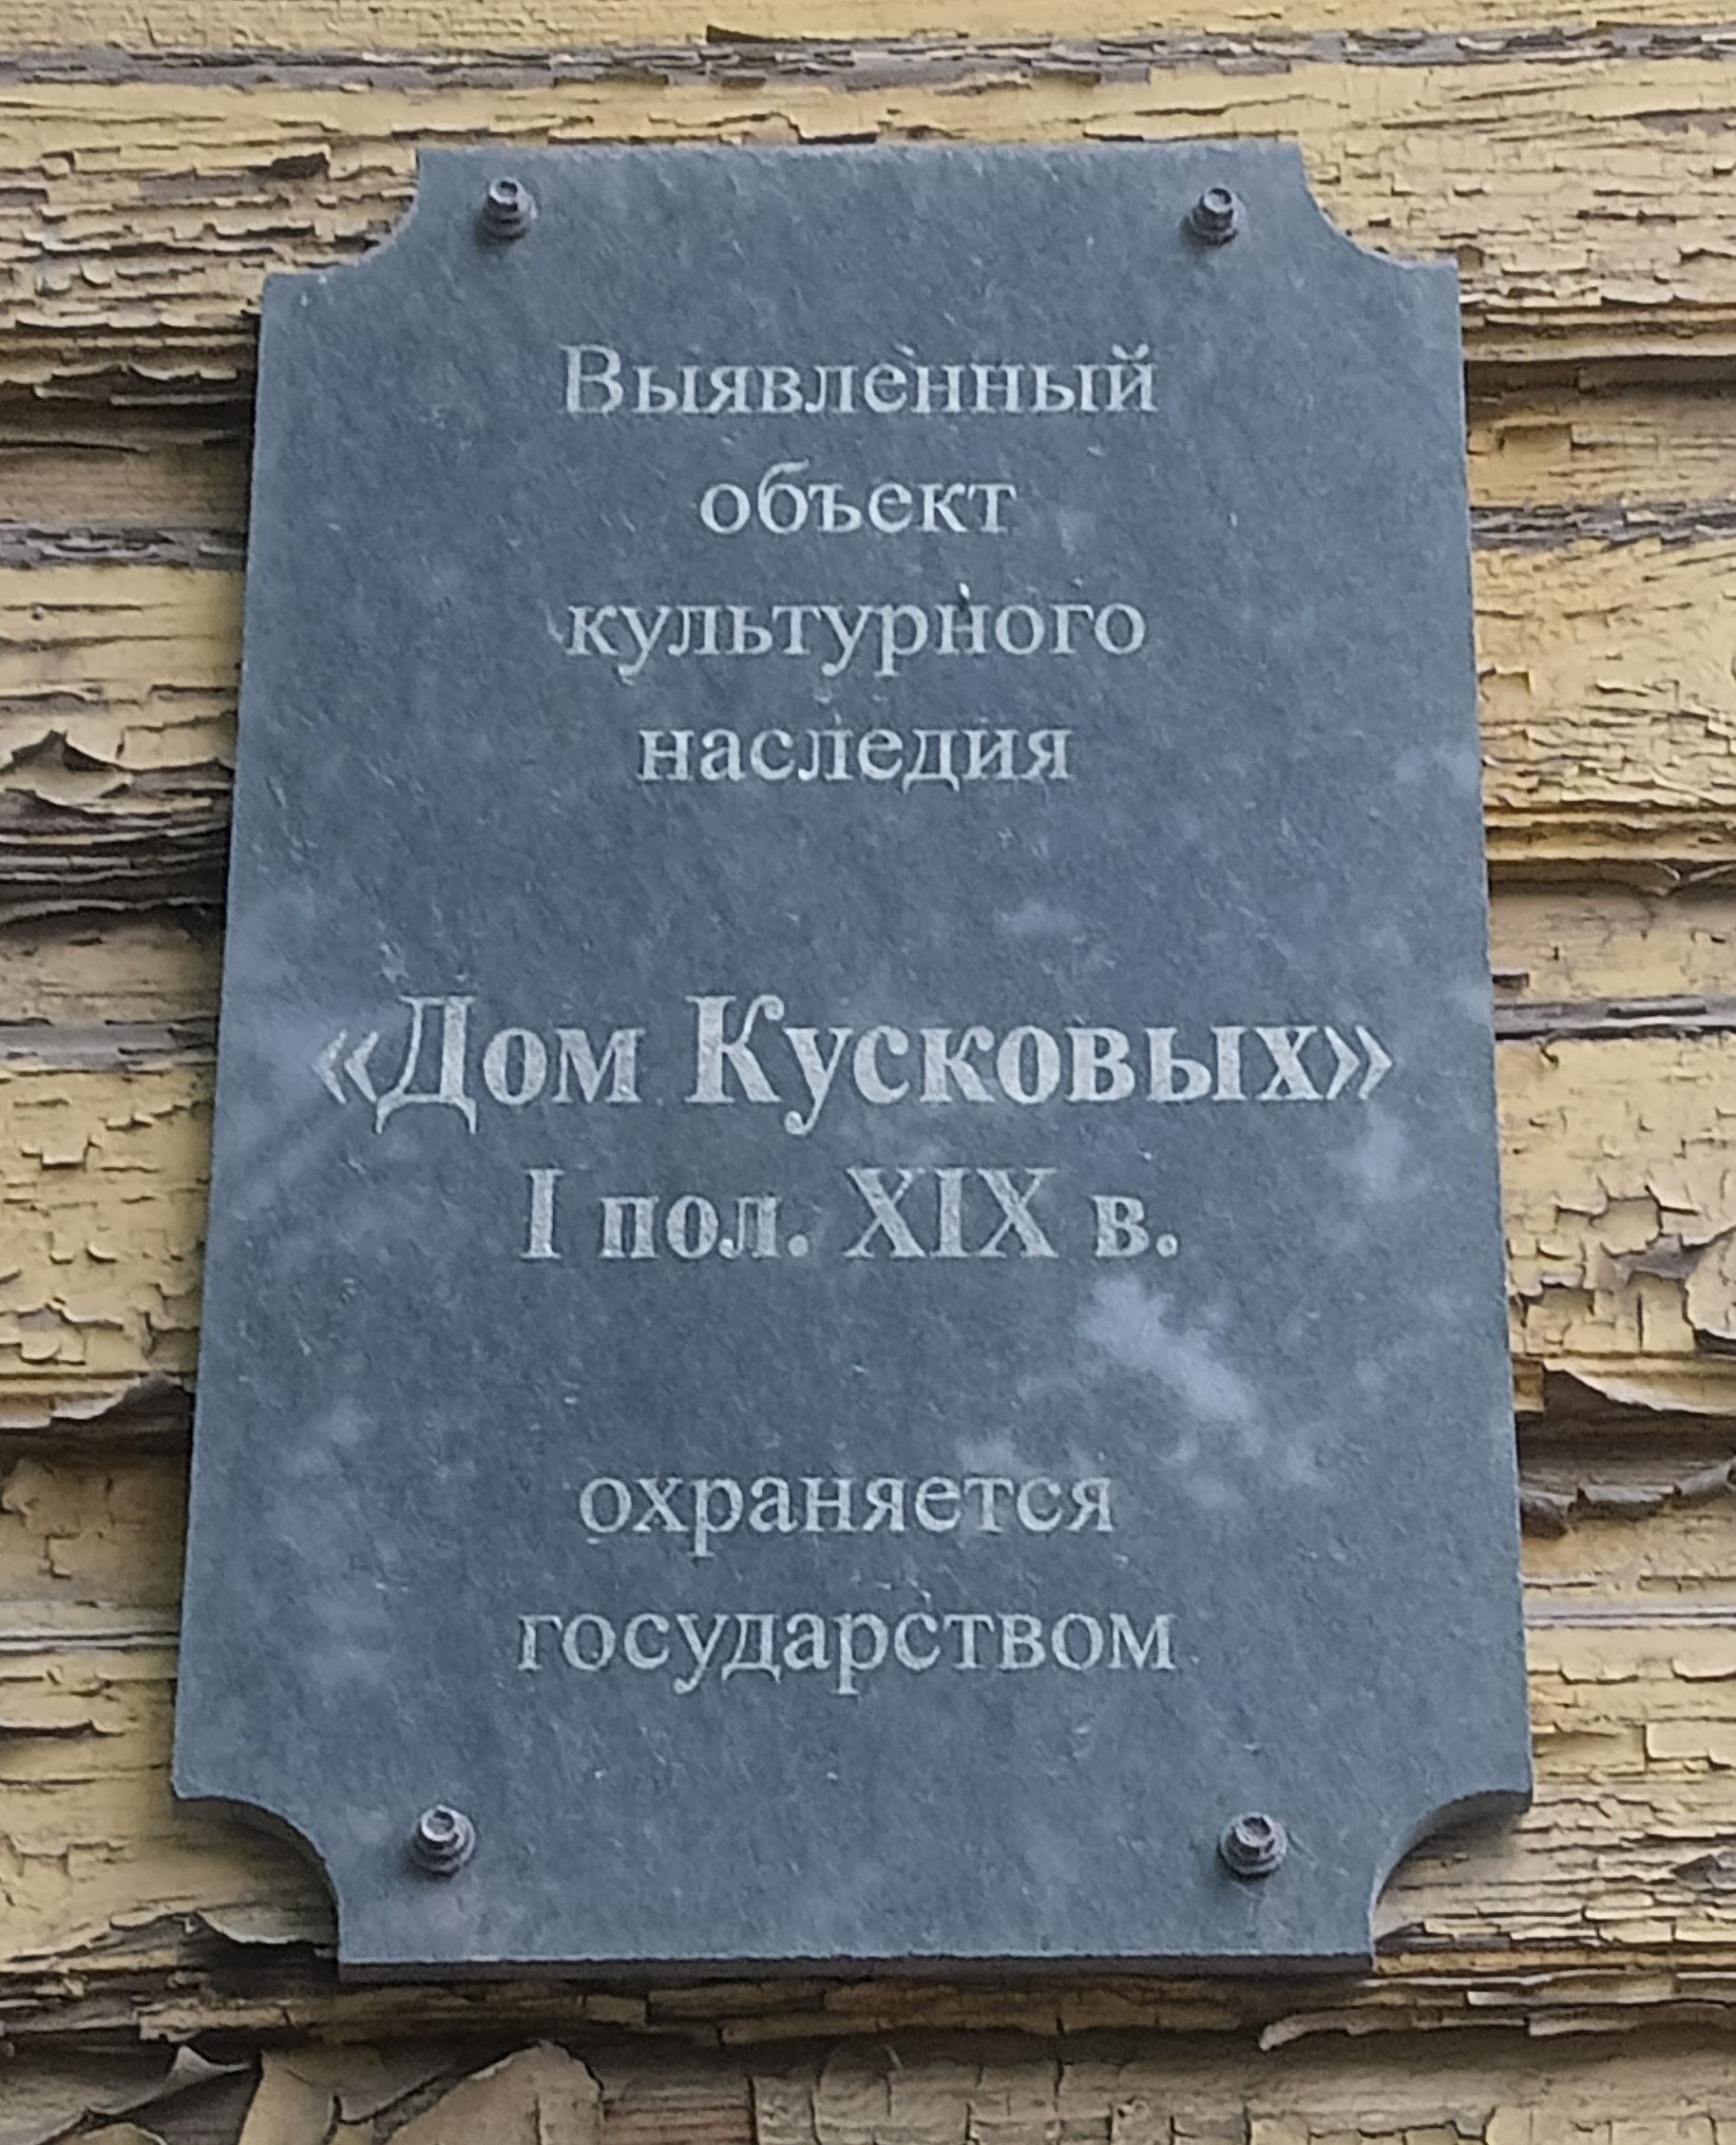 Выявленный
объект
культурного
наследия
«Дом Кусковых»
I пол. XIX в.
охраняется
государством